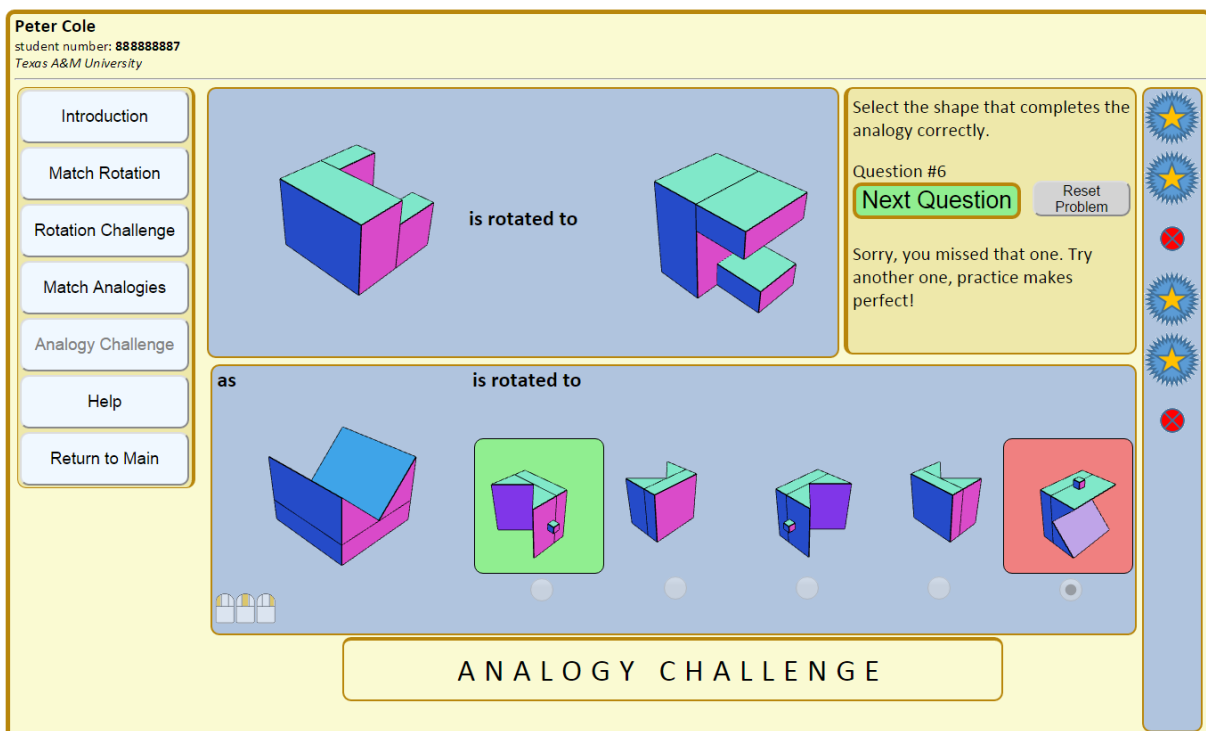 Peter Cole
student number: 888888887
Texas A&M University
Introduction
Match Rotation
Rotation Challenge
Match Analogies
Analogy Challenge
Help
Return to Main
is rotated to
Select the shape that completes the
analogy correctly.
Question #6
Next Question
Reset
Problem
Sorry, you missed that one. Try
another one, practice makes
perfect!
as
is rotated to
ANALOGY CHALLENGE